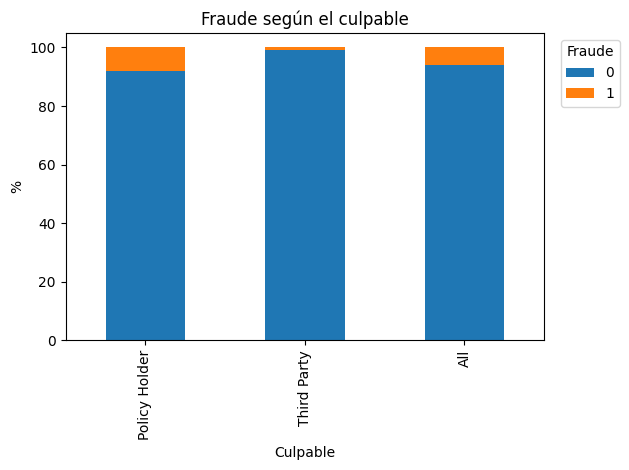 Fraude según el culpable
100
80
60
40
20
0
%
Policy Holder
Third Party
All
Culpable
Fraude
0
1